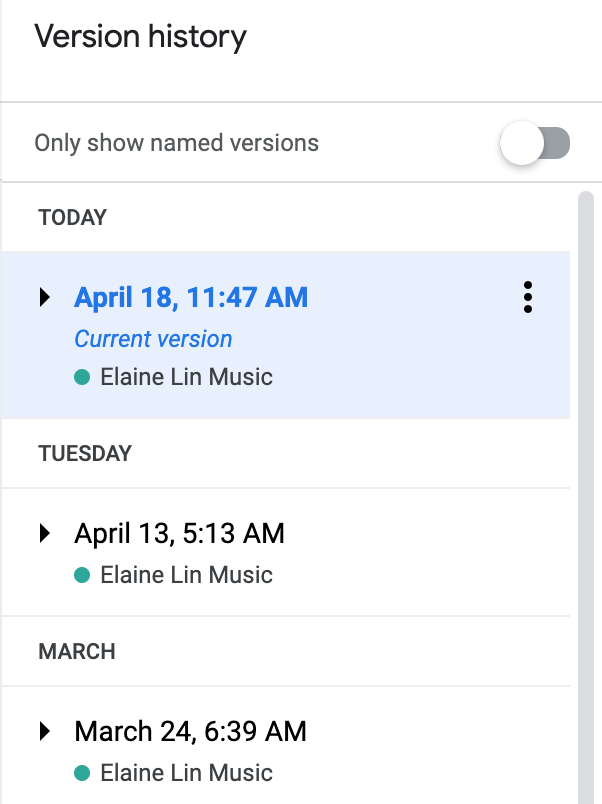 Version history
Only show named versions
TODAY
April 18, 11:47 AM
Current version
Elaine Lin Music
TUESDAY
April 13, 5:13 AM
Elaine Lin Music
MARCH
March 24, 6:39 AM
Elaine Lin Music